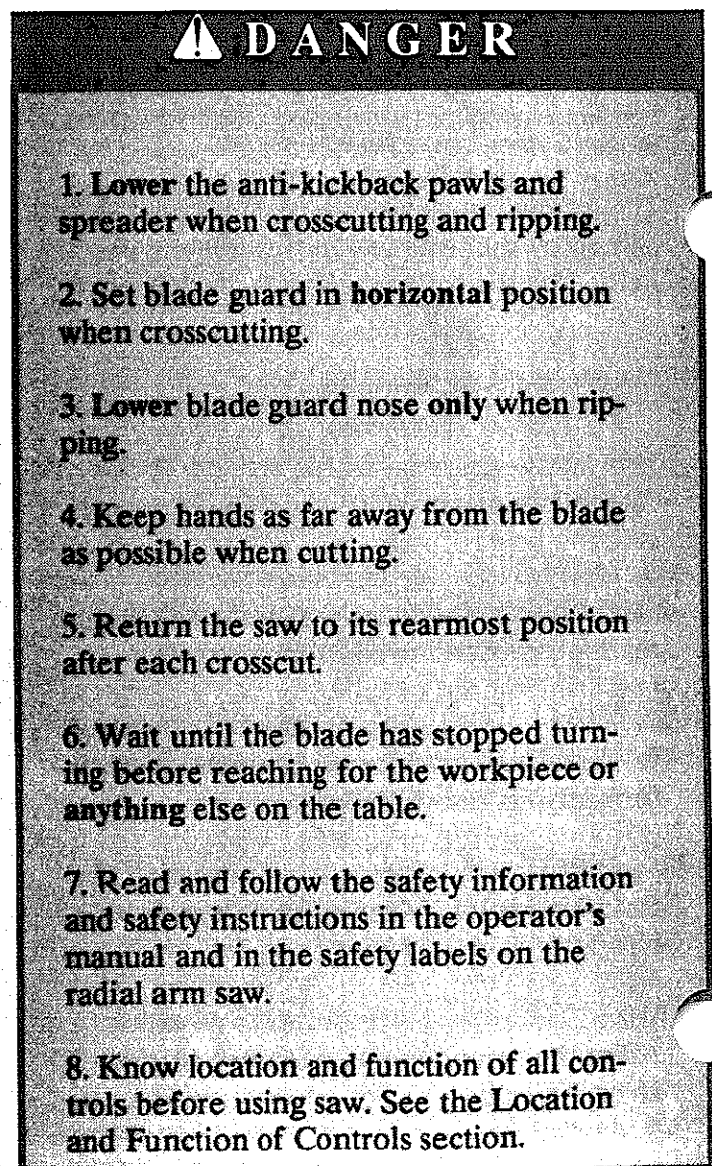 DANGER
1. Lower the anti-kickback pawls and
spreader when crosscutting and ripping.
2. Set blade guard in horizontal position
when crosscutting.
3. Lower blade guard nose only when rip-
ping.
4. Keep hands as far away from the blade
as possible when cutting.
5. Return the saw to its rearmost position
after each crosscut.
6. Wait until the blade has stopped turn-
ing before reaching for the workpiece or
anything else on the table.
7. Read and follow the safety information
and safety instructions in the operator's
manual and in the safety labels on the
radial arm saw.
8. Know location and function of all con-
trols before using saw. See the Location
and Function of Controls section.